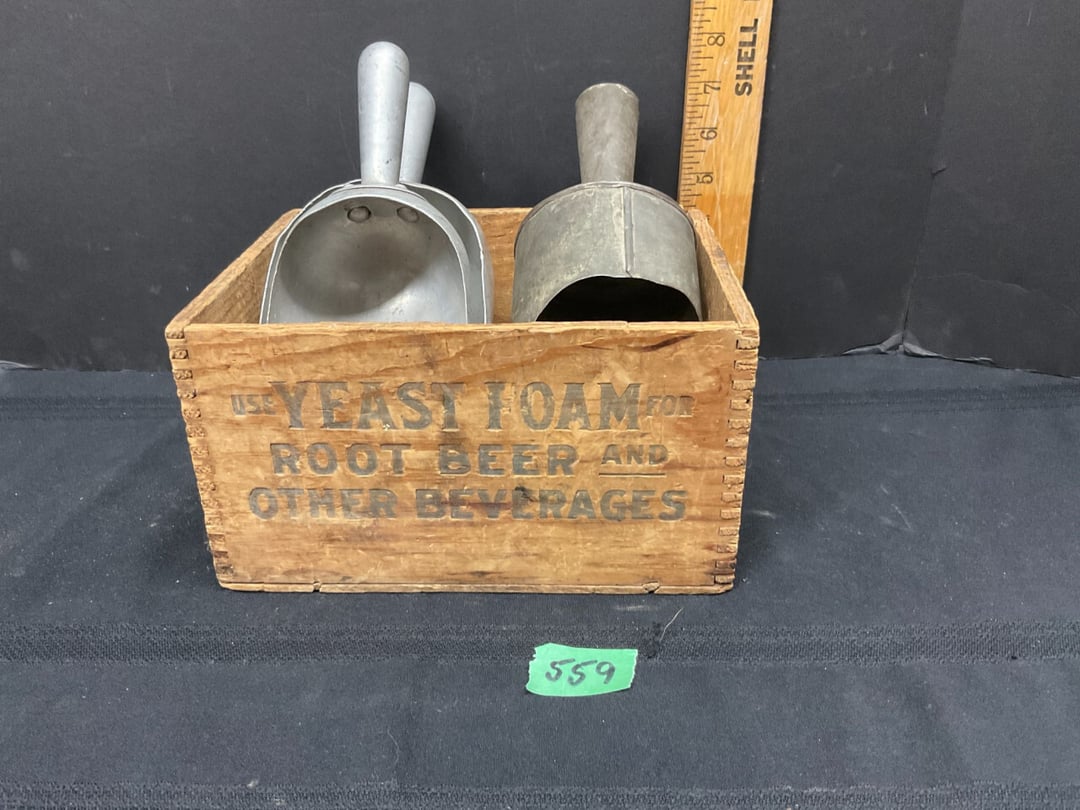 8
SHELL
7
6
5
USE YEAST FOAM FOR
ROOT BEER AND
OTHER BEVERAGES
559